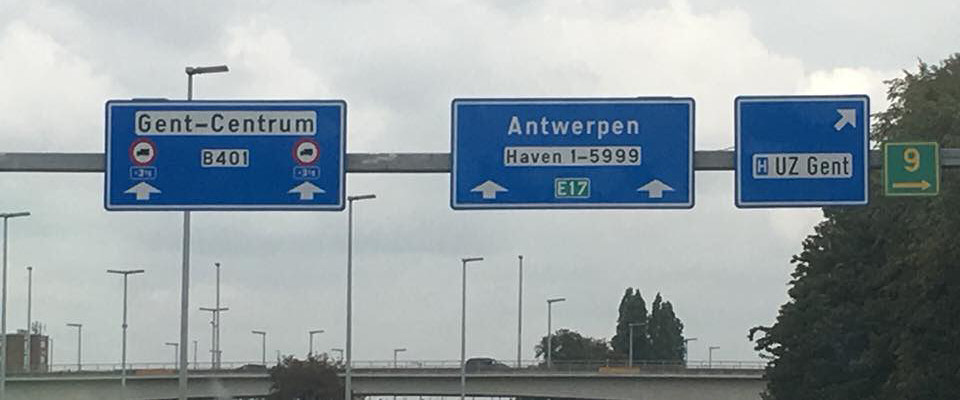 Gent-Centrum
B401
Antwerpen
Haven 1-5999
E17
H UZ Gent
9